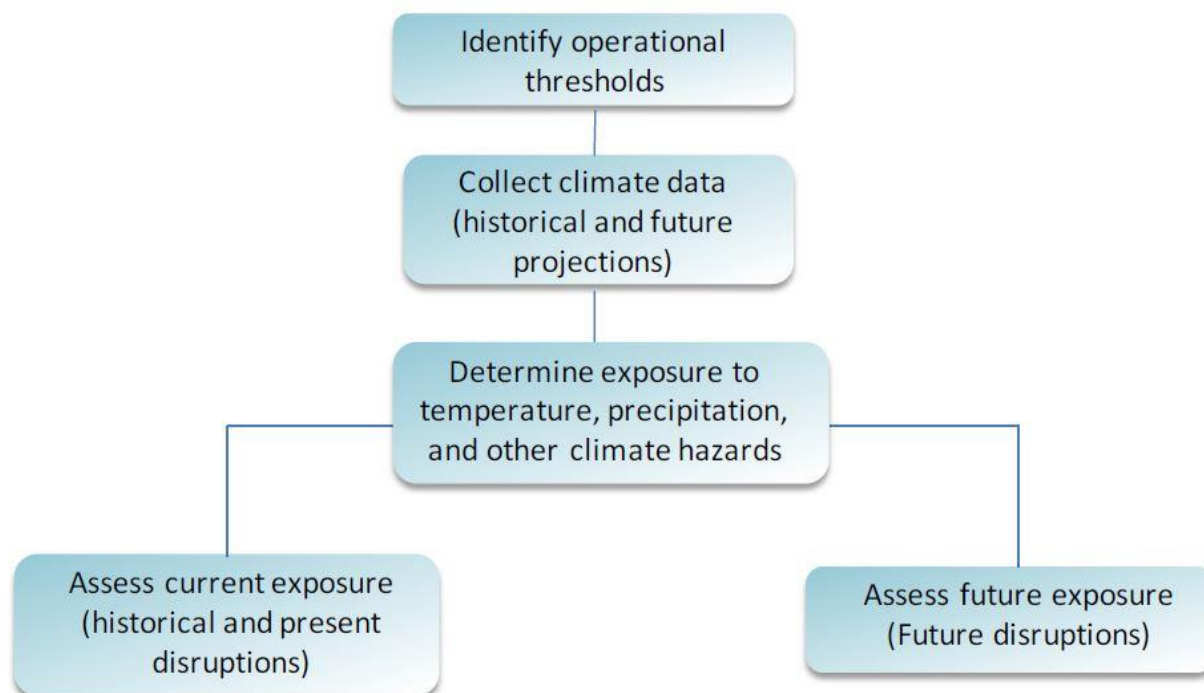 Identify operational
thresholds
Collect climate data
(historical and future
projections)
Determine exposure to
temperature, precipitation,
and other climate hazards
Assess current exposure
(historical and present
disruptions)
Assess future exposure
(Future disruptions)